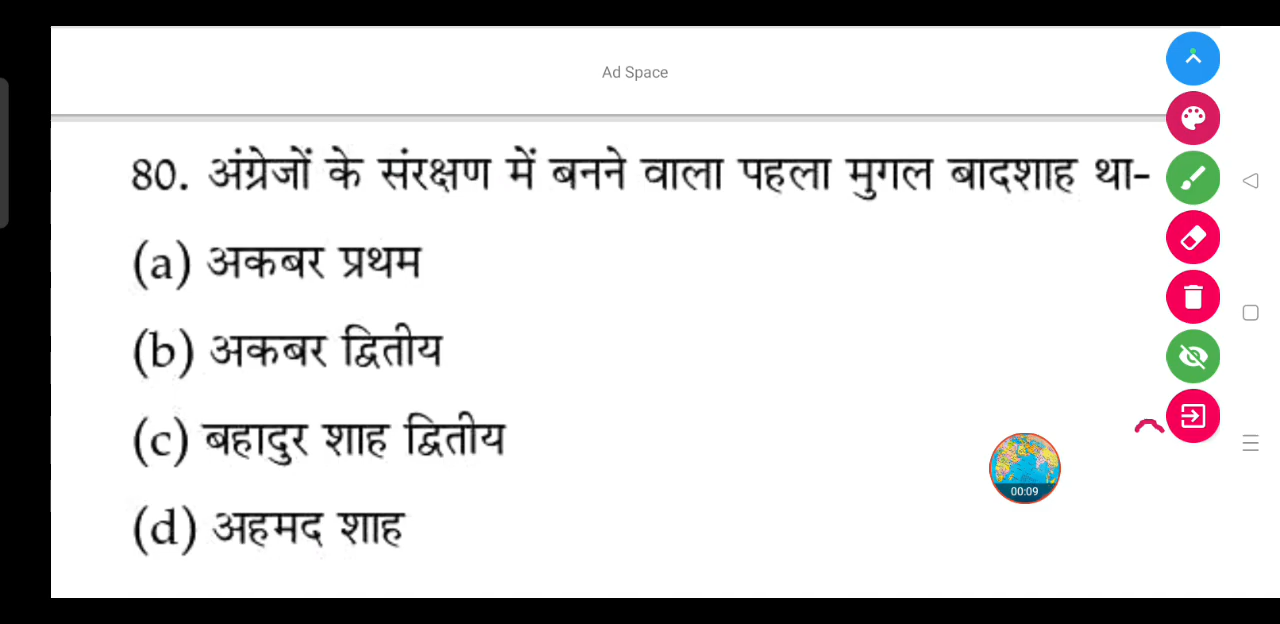 Ad Space
80. अंग्रेजों के संरक्षण में बनने वाला पहला मुगल बादशाह था-
(a) अकबर प्रथम
(b) अकबर द्वितीय
(c) बहादुर शाह द्वितीय
(d) अहमद शाह
00:09